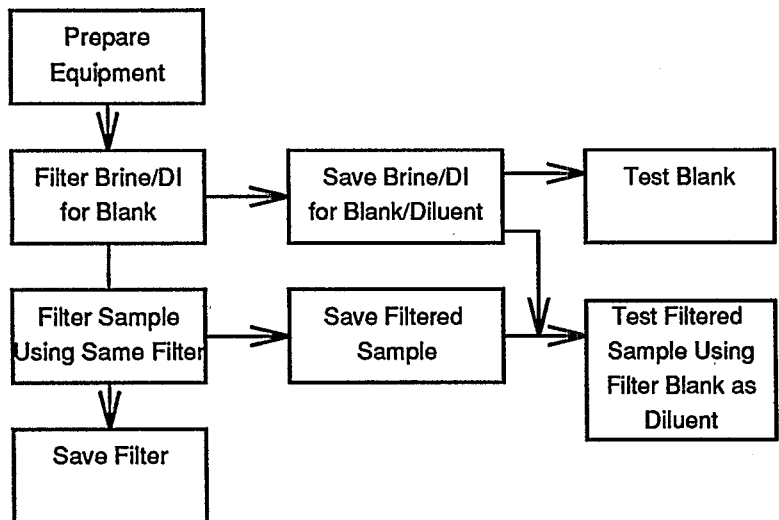 Prepare
Equipment
Filter Brine/DI
for Blank
Save Brine/DI
for Blank/Diluent
Test Blank
Filter Sample
Using Same Filter
Save Filtered
Sample
Test Filtered
Sample Using
Filter Blank as
Diluent
Save Filter